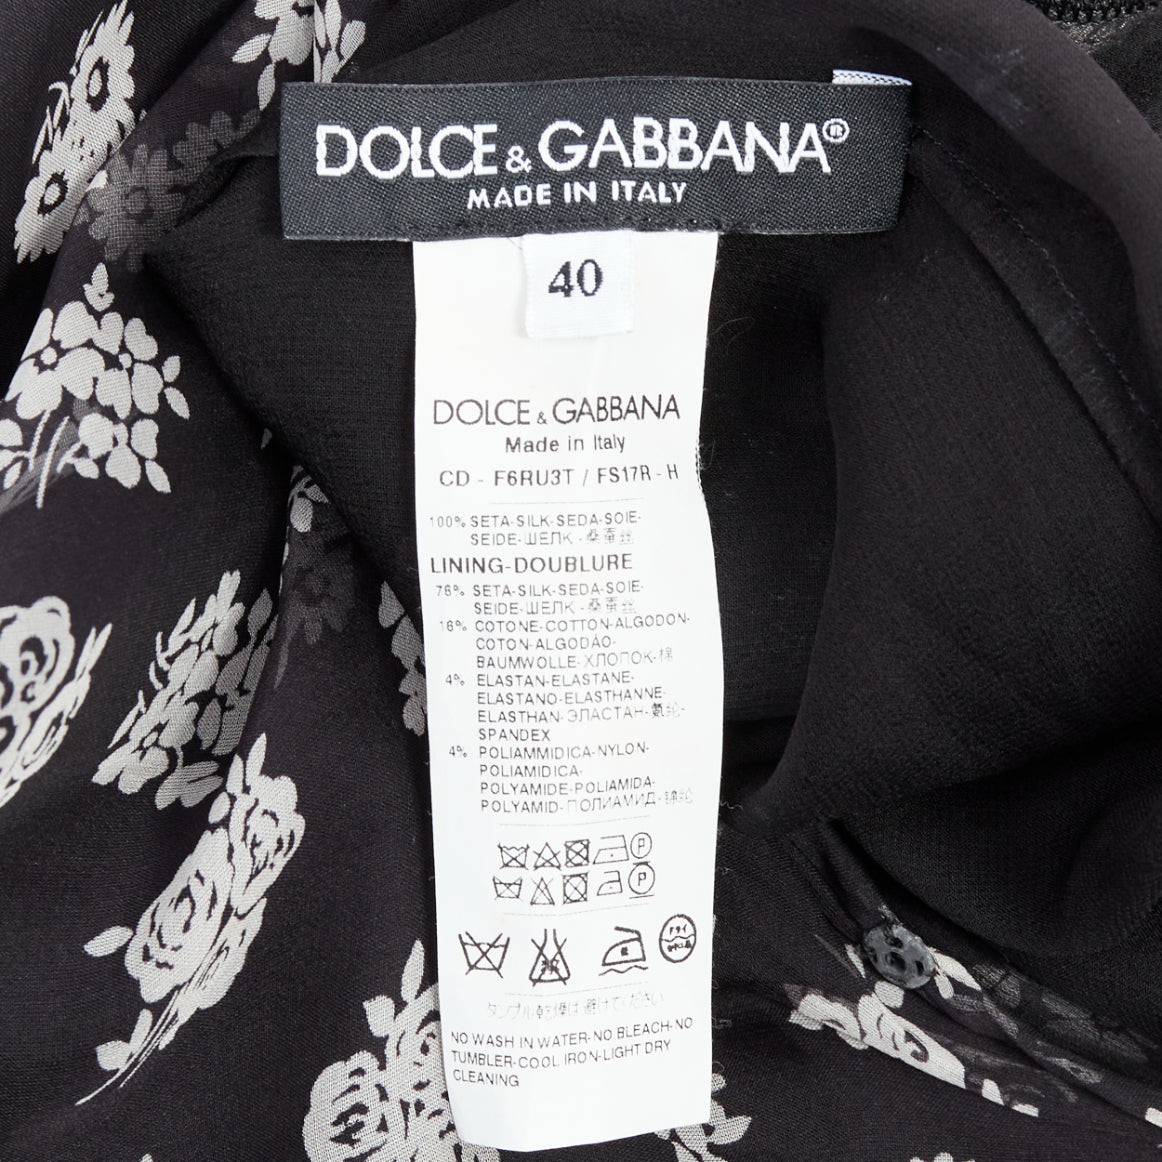 DOLCE & GABBANA®
MADE IN ITALY
40
DOLCE & GABBANA
Made in Italy
CD - F6RU3T / FS17R - H
100% SETA-SILK-SEDA-SOIE-
SEIDE-ШЕЛК - 桑蚕丝
LINING-DOUBLURE
76% SETA-SILK-SEDA-SOIE-
SEIDE-ШЕЛК - 桑蚕丝
16% COTONE-COTTON-ALGODON-
COTON-ALGODÃO-
BAUMWOLLE-ХЛОПОК-棉
4% ELASTAN-ELASTANE-
ELASTANO-ELASTHANNE-
ELASTHAN-ЭЛАСТАН-氨纶-
SPANDEX
4% POLIAMMIDICA-NYLON-
POLIAMIDICA-
POLYAMIDE-POLIAMIDA-
POLYAMID-ПОЛИАМИД-锦纶
P
P
ドライ
タンブル乾燥は避けてください
NO WASH IN WATER-NO BLEACH-NO
TUMBLER-COOL IRON-LIGHT DRY
CLEANING